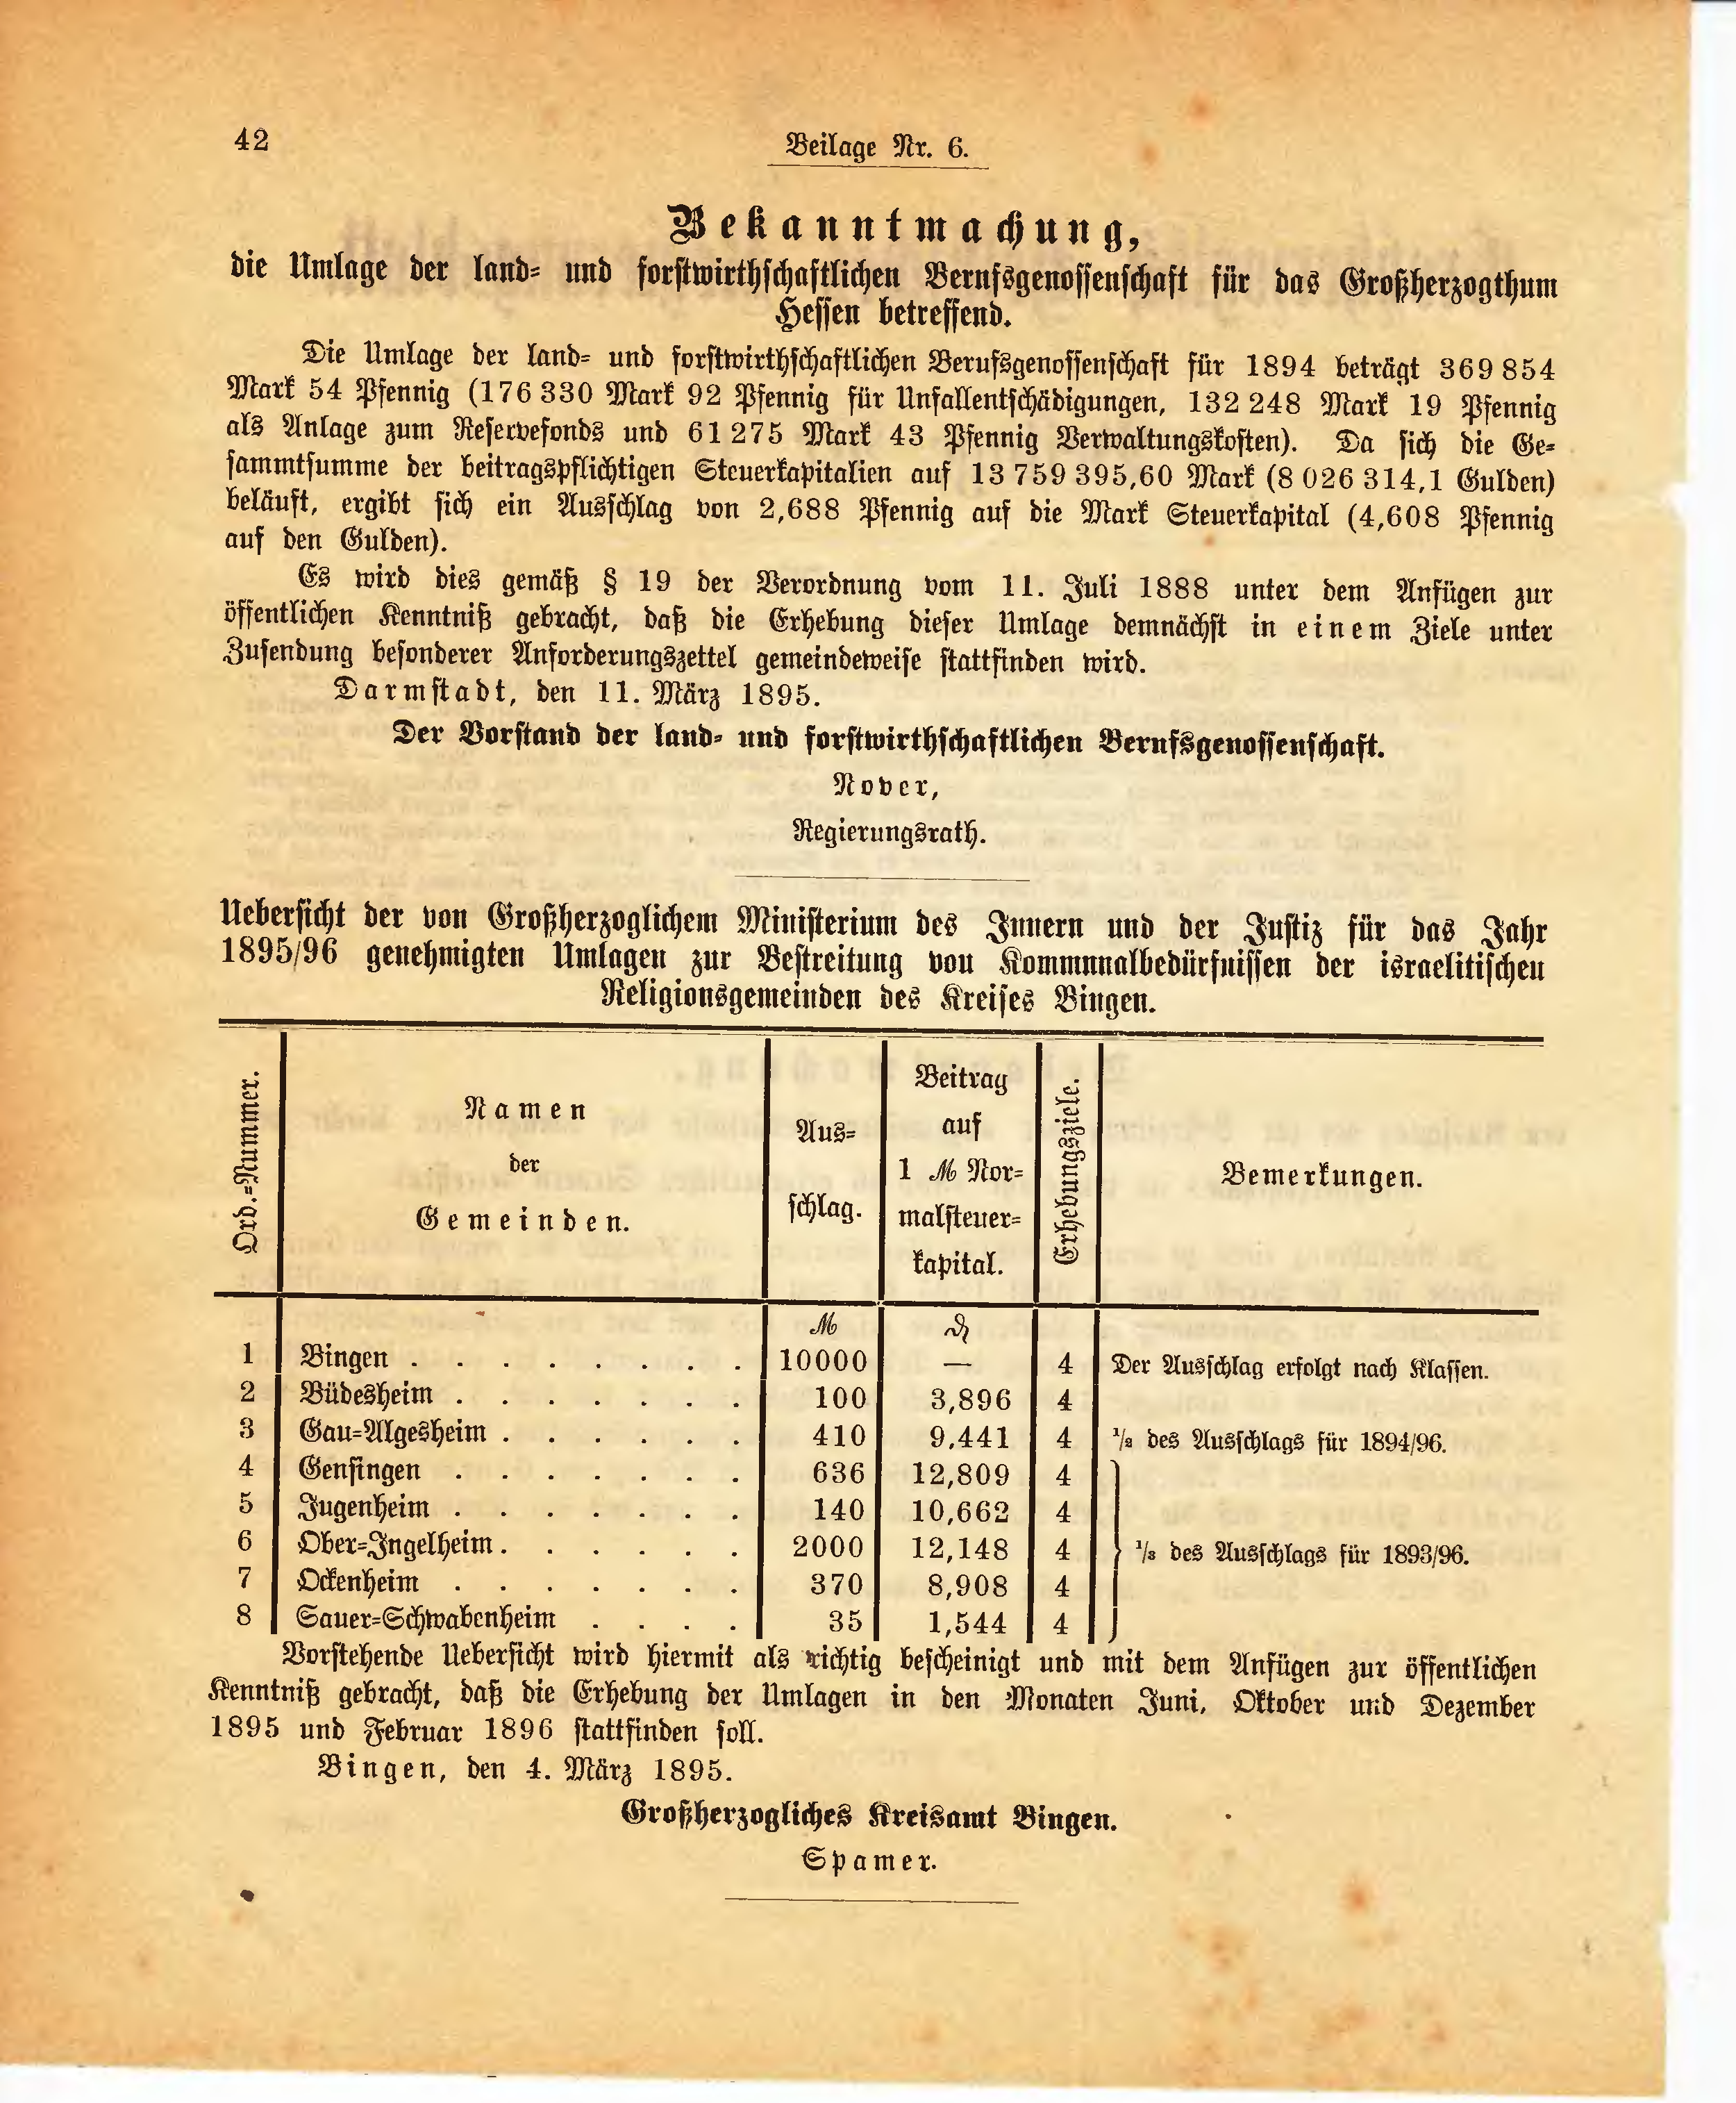 42
Beilage Nr. 6.
Bekanntmachung,
die Umlage der land- und forstwirthschaftlichen Berufsgenossenschaft für das Großherzogthum
Hessen betreffend.
Die Umlage der land- und forstwirthschaftlichen Berufsgenossenschaft für 1894 beträgt 369 854
Mark 54 Pfennig (176 330 Mark 92 Pfennig für Unfallentschädigungen, 132 248 Mark 19 Pfennig
als Anlage zum Reservefonds und 61 275 Mark 43 Pfennig Verwaltungskosten). Da sich die Ge-
sammtsumme der beitragspflichtigen Steuerkapitalien auf 13 759 395,60 Mark (8 026 314,1 Gulden)
beläuft, ergibt sich ein Ausschlag von 2,688 Pfennig auf die Mark Steuerkapital (4,608 Pfennig
auf den Gulden).
Es wird dies gemäß § 19 der Verordnung vom 11. Juli 1888 unter dem Anfügen zur
öffentlichen Kenntniß gebracht, daß die Erhebung dieser Umlage demnächst in einem Ziele unter
Zusendung besonderer Anforderungszettel gemeindeweise stattfinden wird.
Darmstadt, den 11. März 1895.
Der Vorstand der land- und forstwirthschaftlichen Berufsgenossenschaft.
Nover,
Regierungsrath.
Uebersicht der von Großherzoglichem Ministerium des Innern und der Justiz für das Jahr
1895/96 genehmigten Umlagen zur Bestreitung von Kommunalbedürfnissen der israelitischen
Religionsgemeinden des Kreises Bingen.
Ord.-Nummer.
Namen
der
Gemeinden.
Aus-
schlag.
Beitrag
auf
1 ℳ Nor-
malsteuer-
kapital.
Erhebungsziele.
Bemerkungen.
ℳ ₰
1 Bingen . . . . . . . . 10000 — 4 Der Ausschlag erfolgt nach Klassen.
2 Büdesheim . . . . . . . 100 3,896 4
3 Gau-Algesheim . . . . . . 410 9,441 4 1/2 des Ausschlags für 1894/96.
4 Gensingen . . . . . . . 636 12,809 4
5 Jugenheim . . . . . . . 140 10,662 4
6 Ober-Ingelheim . . . . . . 2000 12,148 4 1/3 des Ausschlags für 1893/96.
7 Ockenheim . . . . . . . 370 8,908 4
8 Sauer-Schwabenheim . . . . 35 1,544 4
Vorstehende Uebersicht wird hiermit als richtig bescheinigt und mit dem Anfügen zur öffentlichen
Kenntniß gebracht, daß die Erhebung der Umlagen in den Monaten Juni, Oktober und Dezember
1895 und Februar 1896 stattfinden soll.
Bingen, den 4. März 1895.
Großherzogliches Kreisamt Bingen.
Spamer.